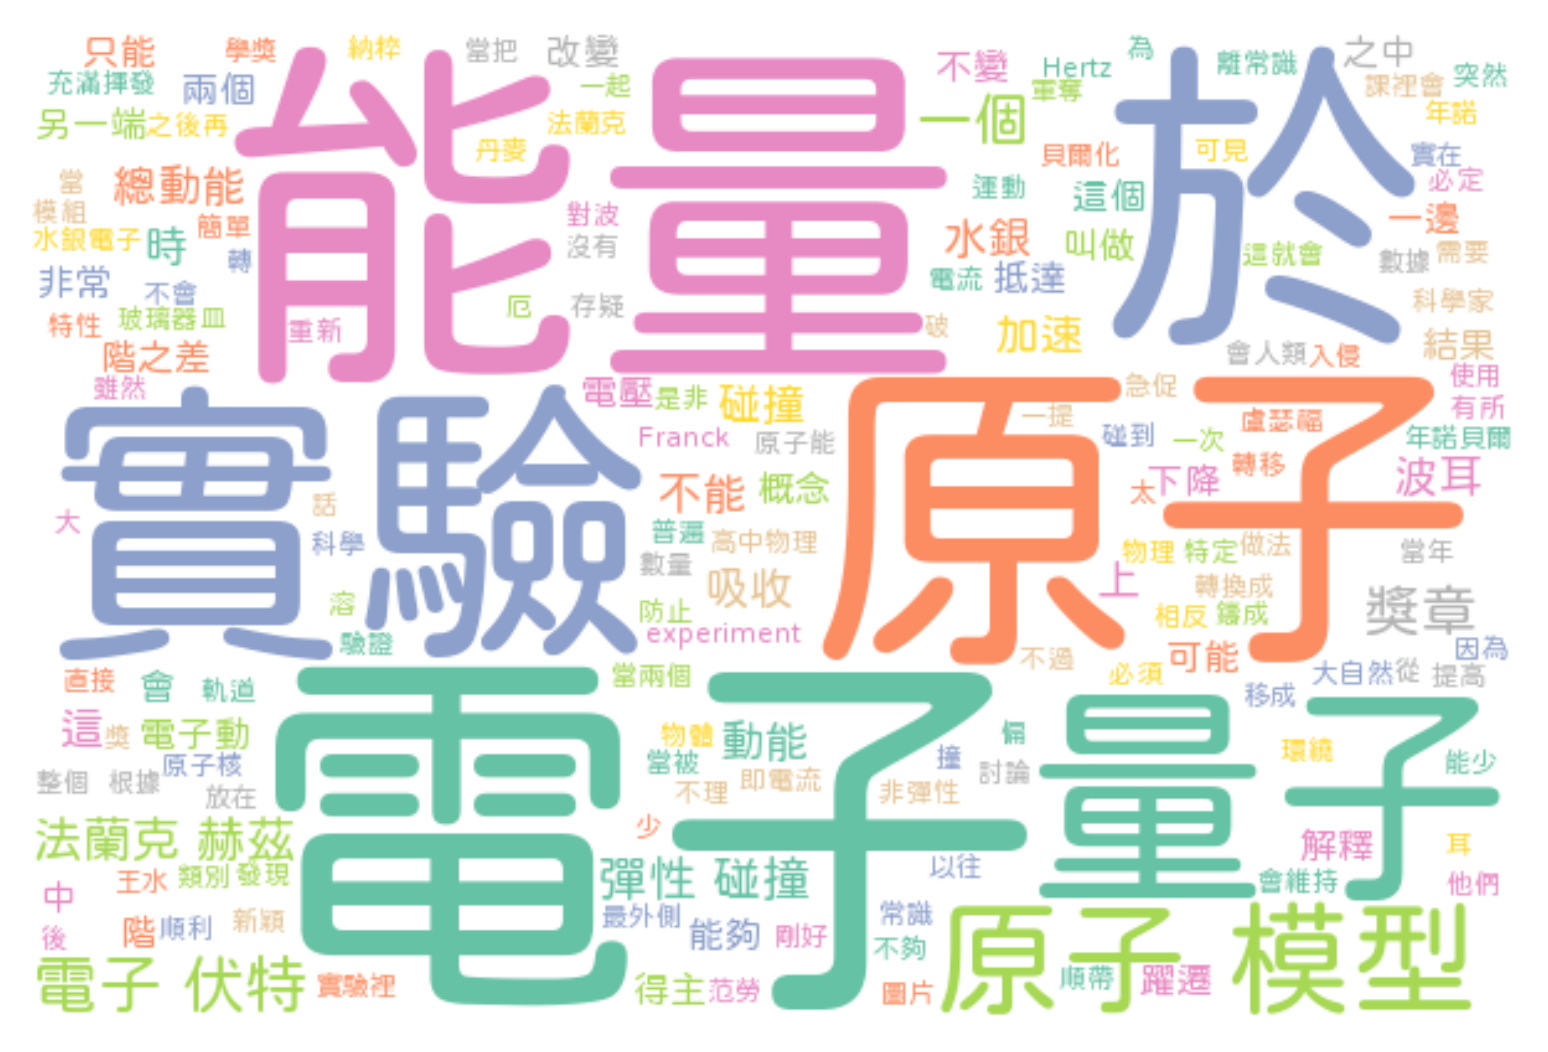 只能
學獎
納粹
當把
改變
不變
Hertz
為
離常識
之中
突然
充滿揮發
兩個
一起
能量
於
課裡會
另一端
之後再
法蘭克
一個
年諾
丹麥
貝爾化
可見
實在
當
總動能
運動
這個
必定
模組
簡單
對波
水銀
叫做
一邊
水銀電子
時
轉
沒有
這就會
數據
需要
非常
不會
電流
抵達
特性
玻璃器皿
重新
厄
存疑
破
加速
科學家
階之差
會人類
入侵
結果
雖然
電壓
是非
碰撞
急促
使用
實驗
原子
Franck
原子能
一提
碰到
一次
盧瑟福
有所
年諾貝爾
不能
概念
下降
轉移
波耳
太
話
大
科學
普遍
高中物理
物理
特定
做法
當年
數量
吸收
上
轉換成
溶
防止
相反
鑄成
獎章
驗證
experiment
不過
可能
因為
直接
會
軌道
當兩個
必須
大自然
從
提高
移成
電子
量子
這
獎
電子動
物體
動能
偏
環繞
當被
撞
能少
整個
根據
原子核
放在
不理
即電流
非彈性
討論
法蘭克 赫茲
少
解釋
耳
王水
類別
發現
彈性 碰撞
以往
會維持
他們
中
後
階
順利
新穎
最外側
能夠
剛好
常識
不夠
原子 模型
電子 伏特
實驗裡
得主
范勞
圖片
順帶
躍遷